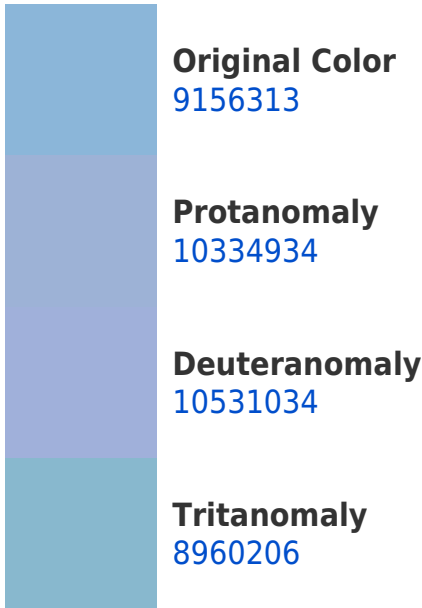 Original Color
9156313
Protanomaly
10334934
Deuteranomaly
10531034
Tritanomaly
8960206